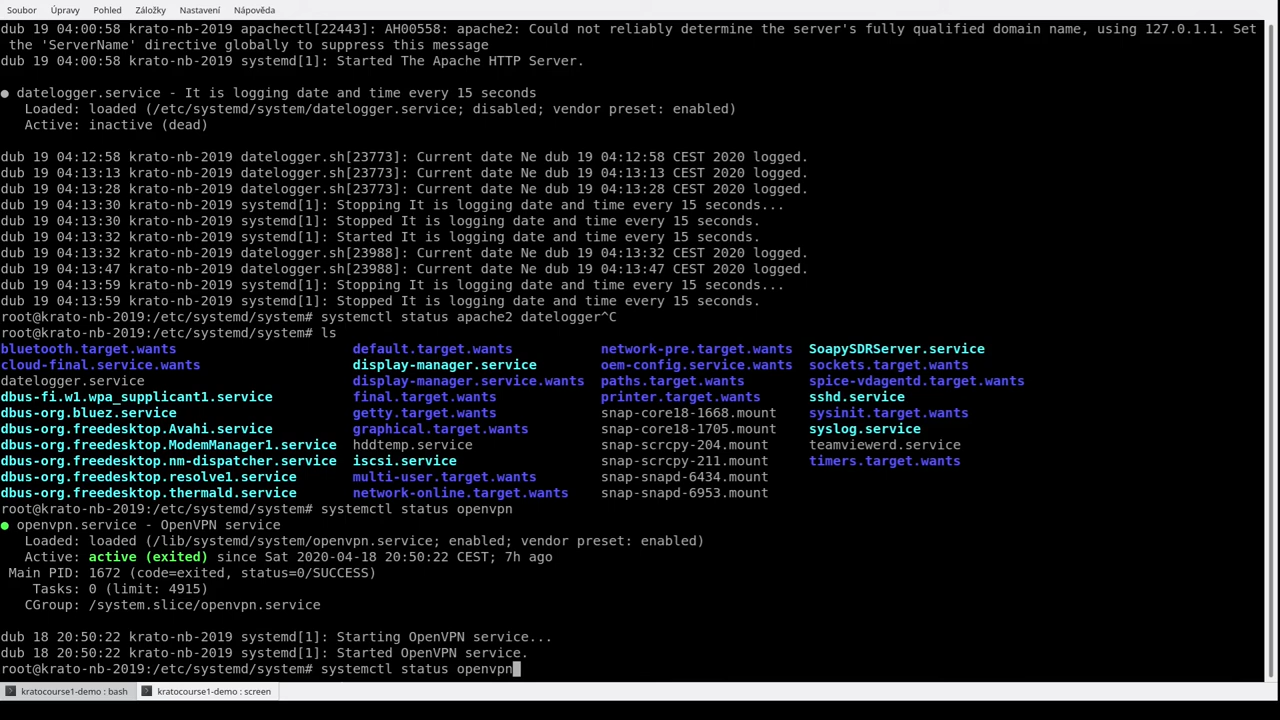 Soubor Úpravy Zobrazit Záložky Nastavení Nápověda
dub 19 04:00:58 krato-nb-2019 apachectl[22443]: AH00558: apache2: Could not reliably determine the server's fully qualified domain name, using 127.0.1.1. Set
the 'ServerName' directive globally to suppress this message
dub 19 04:00:58 krato-nb-2019 systemd[1]: Started The Apache HTTP Server.
● datelogger.service - It is logging date and time every 15 seconds
Loaded: loaded (/etc/systemd/system/datelogger.service; disabled; vendor preset: enabled)
Active: inactive (dead)
dub 19 04:12:58 krato-nb-2019 datelogger.sh[23773]: Current date Ne dub 19 04:12:58 CEST 2020 logged.
dub 19 04:13:13 krato-nb-2019 datelogger.sh[23773]: Current date Ne dub 19 04:13:13 CEST 2020 logged.
dub 19 04:13:28 krato-nb-2019 datelogger.sh[23773]: Current date Ne dub 19 04:13:28 CEST 2020 logged.
dub 19 04:13:30 krato-nb-2019 systemd[1]: Stopping It is logging date and time every 15 seconds...
dub 19 04:13:30 krato-nb-2019 systemd[1]: Stopped It is logging date and time every 15 seconds.
dub 19 04:13:32 krato-nb-2019 systemd[1]: Started It is logging date and time every 15 seconds.
dub 19 04:13:32 krato-nb-2019 datelogger.sh[23988]: Current date Ne dub 19 04:13:32 CEST 2020 logged.
dub 19 04:13:47 krato-nb-2019 datelogger.sh[23988]: Current date Ne dub 19 04:13:47 CEST 2020 logged.
dub 19 04:13:59 krato-nb-2019 systemd[1]: Stopping It is logging date and time every 15 seconds...
dub 19 04:13:59 krato-nb-2019 systemd[1]: Stopped It is logging date and time every 15 seconds.
root@krato-nb-2019:/etc/systemd/system# systemctl status apache2 datelogger^C
root@krato-nb-2019:/etc/systemd/system# ls
bluetooth.target.wants default.target.wants network-pre.target.wants SoapySDRServer.service
cloud-final.service.wants display-manager.service oem-config.service.wants sockets.target.wants
datelogger.service display-manager.service.wants paths.target.wants spice-vdagentd.target.wants
dbus-fi.w1.wpa_supplicant1.service final.target.wants printer.target.wants sshd.service
dbus-org.bluez.service getty.target.wants snap-core18-1668.mount sysinit.target.wants
dbus-org.freedesktop.Avahi.service graphical.target.wants snap-core18-1705.mount syslog.service
dbus-org.freedesktop.ModemManager1.service hddtemp.service snap-scrcpy-204.mount teamviewerd.service
dbus-org.freedesktop.nm-dispatcher.service iscsi.service snap-scrcpy-211.mount timers.target.wants
dbus-org.freedesktop.resolve1.service multi-user.target.wants snap-snapd-6434.mount
dbus-org.freedesktop.thermald.service network-online.target.wants snap-snapd-6953.mount
root@krato-nb-2019:/etc/systemd/system# systemctl status openvpn
● openvpn.service - OpenVPN service
Loaded: loaded (/lib/systemd/system/openvpn.service; enabled; vendor preset: enabled)
Active: active (exited) since Sat 2020-04-18 20:50:22 CEST; 7h ago
Main PID: 1672 (code=exited, status=0/SUCCESS)
Tasks: 0 (limit: 4915)
CGroup: /system.slice/openvpn.service
dub 18 20:50:22 krato-nb-2019 systemd[1]: Starting OpenVPN service...
dub 18 20:50:22 krato-nb-2019 systemd[1]: Started OpenVPN service.
root@krato-nb-2019:/etc/systemd/system# systemctl status openvpn
kratocourse1-demo : bash kratocourse1-demo : screen